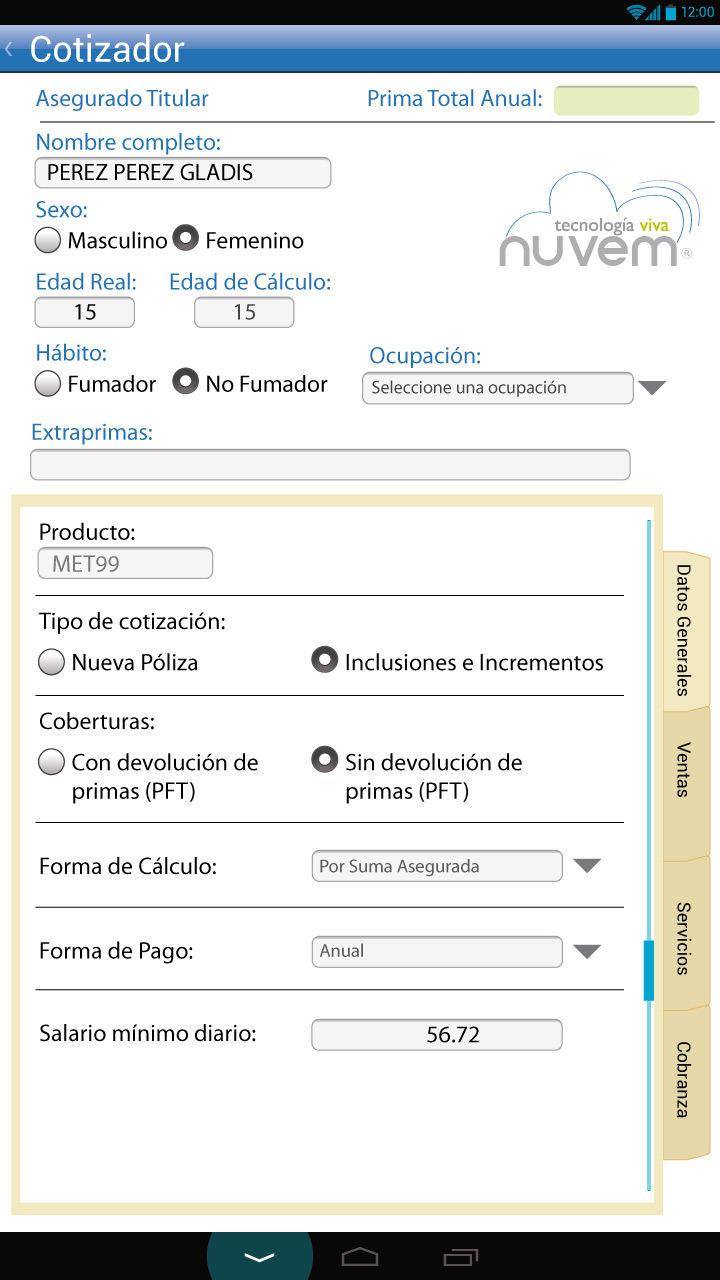 12:00
Cotizador
Asegurado Titular
Prima Total Anual:
Nombre completo:
PEREZ PEREZ GLADIS
tecnología viva
nuvem®
Sexo:
Masculino
Femenino
Edad Real:
Edad de Cálculo:
15
15
Hábito:
Fumador
No Fumador
Ocupación:
Seleccione una ocupación
Extraprimas:
Producto:
MET99
Tipo de cotización:
Nueva Póliza
Inclusiones e Incrementos
Coberturas:
Con devolución de
primas (PFT)
Sin devolución de
primas (PFT)
Forma de Cálculo:
Por Suma Asegurada
Forma de Pago:
Anual
Salario mínimo diario:
56.72
Datos Generales
Ventas
Servicios
Cobranza